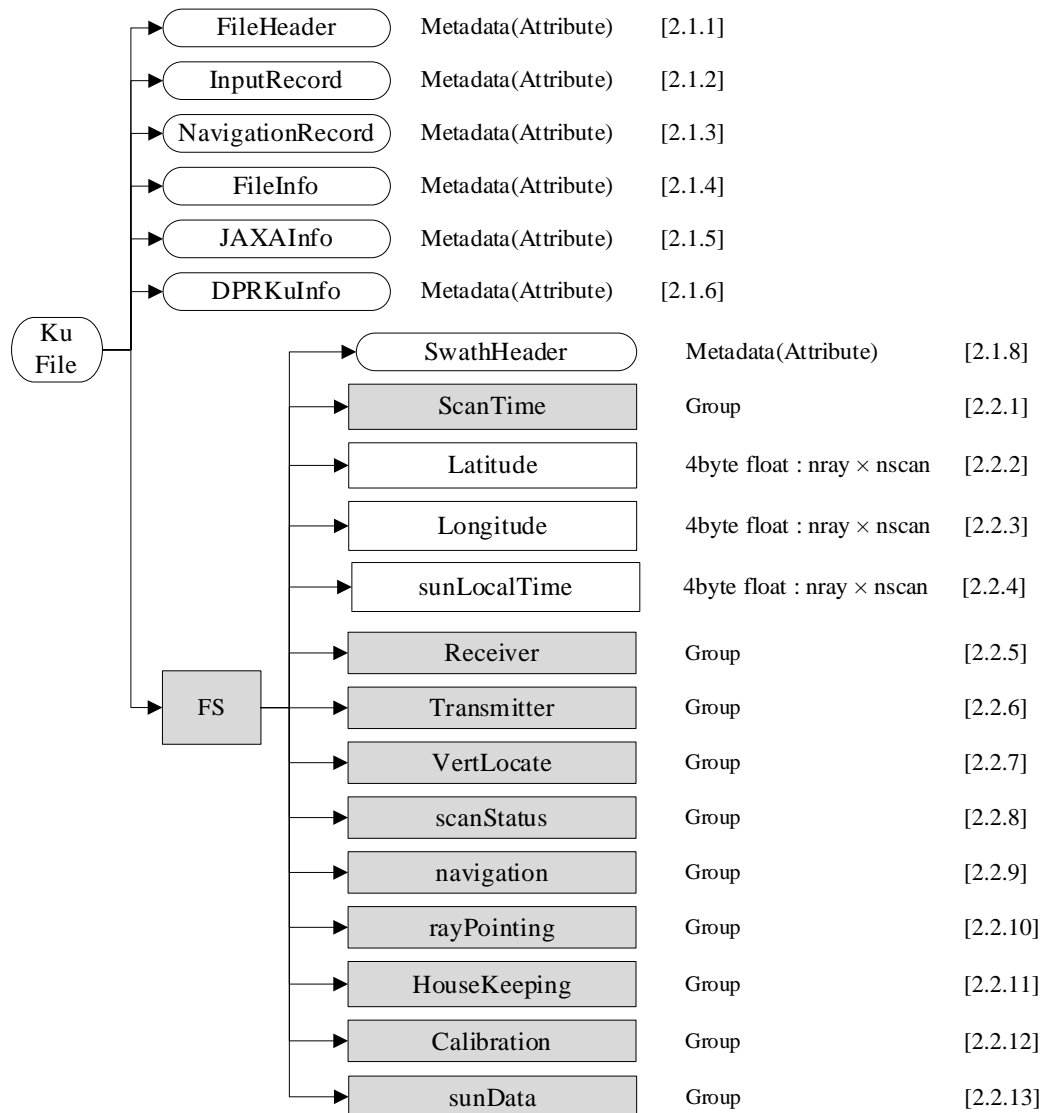 FileHeader Metadata(Attribute) [2.1.1]
InputRecord Metadata(Attribute) [2.1.2]
NavigationRecord Metadata(Attribute) [2.1.3]
FileInfo Metadata(Attribute) [2.1.4]
JAXAInfo Metadata(Attribute) [2.1.5]
DPRKuInfo Metadata(Attribute) [2.1.6]
Ku
File
SwathHeader Metadata(Attribute) [2.1.8]
ScanTime Group [2.2.1]
Latitude 4byte float : nray × nscan [2.2.2]
Longitude 4byte float : nray × nscan [2.2.3]
sunLocalTime 4byte float : nray × nscan [2.2.4]
Receiver Group [2.2.5]
FS
Transmitter Group [2.2.6]
VertLocate Group [2.2.7]
scanStatus Group [2.2.8]
navigation Group [2.2.9]
rayPointing Group [2.2.10]
HouseKeeping Group [2.2.11]
Calibration Group [2.2.12]
sunData Group [2.2.13]